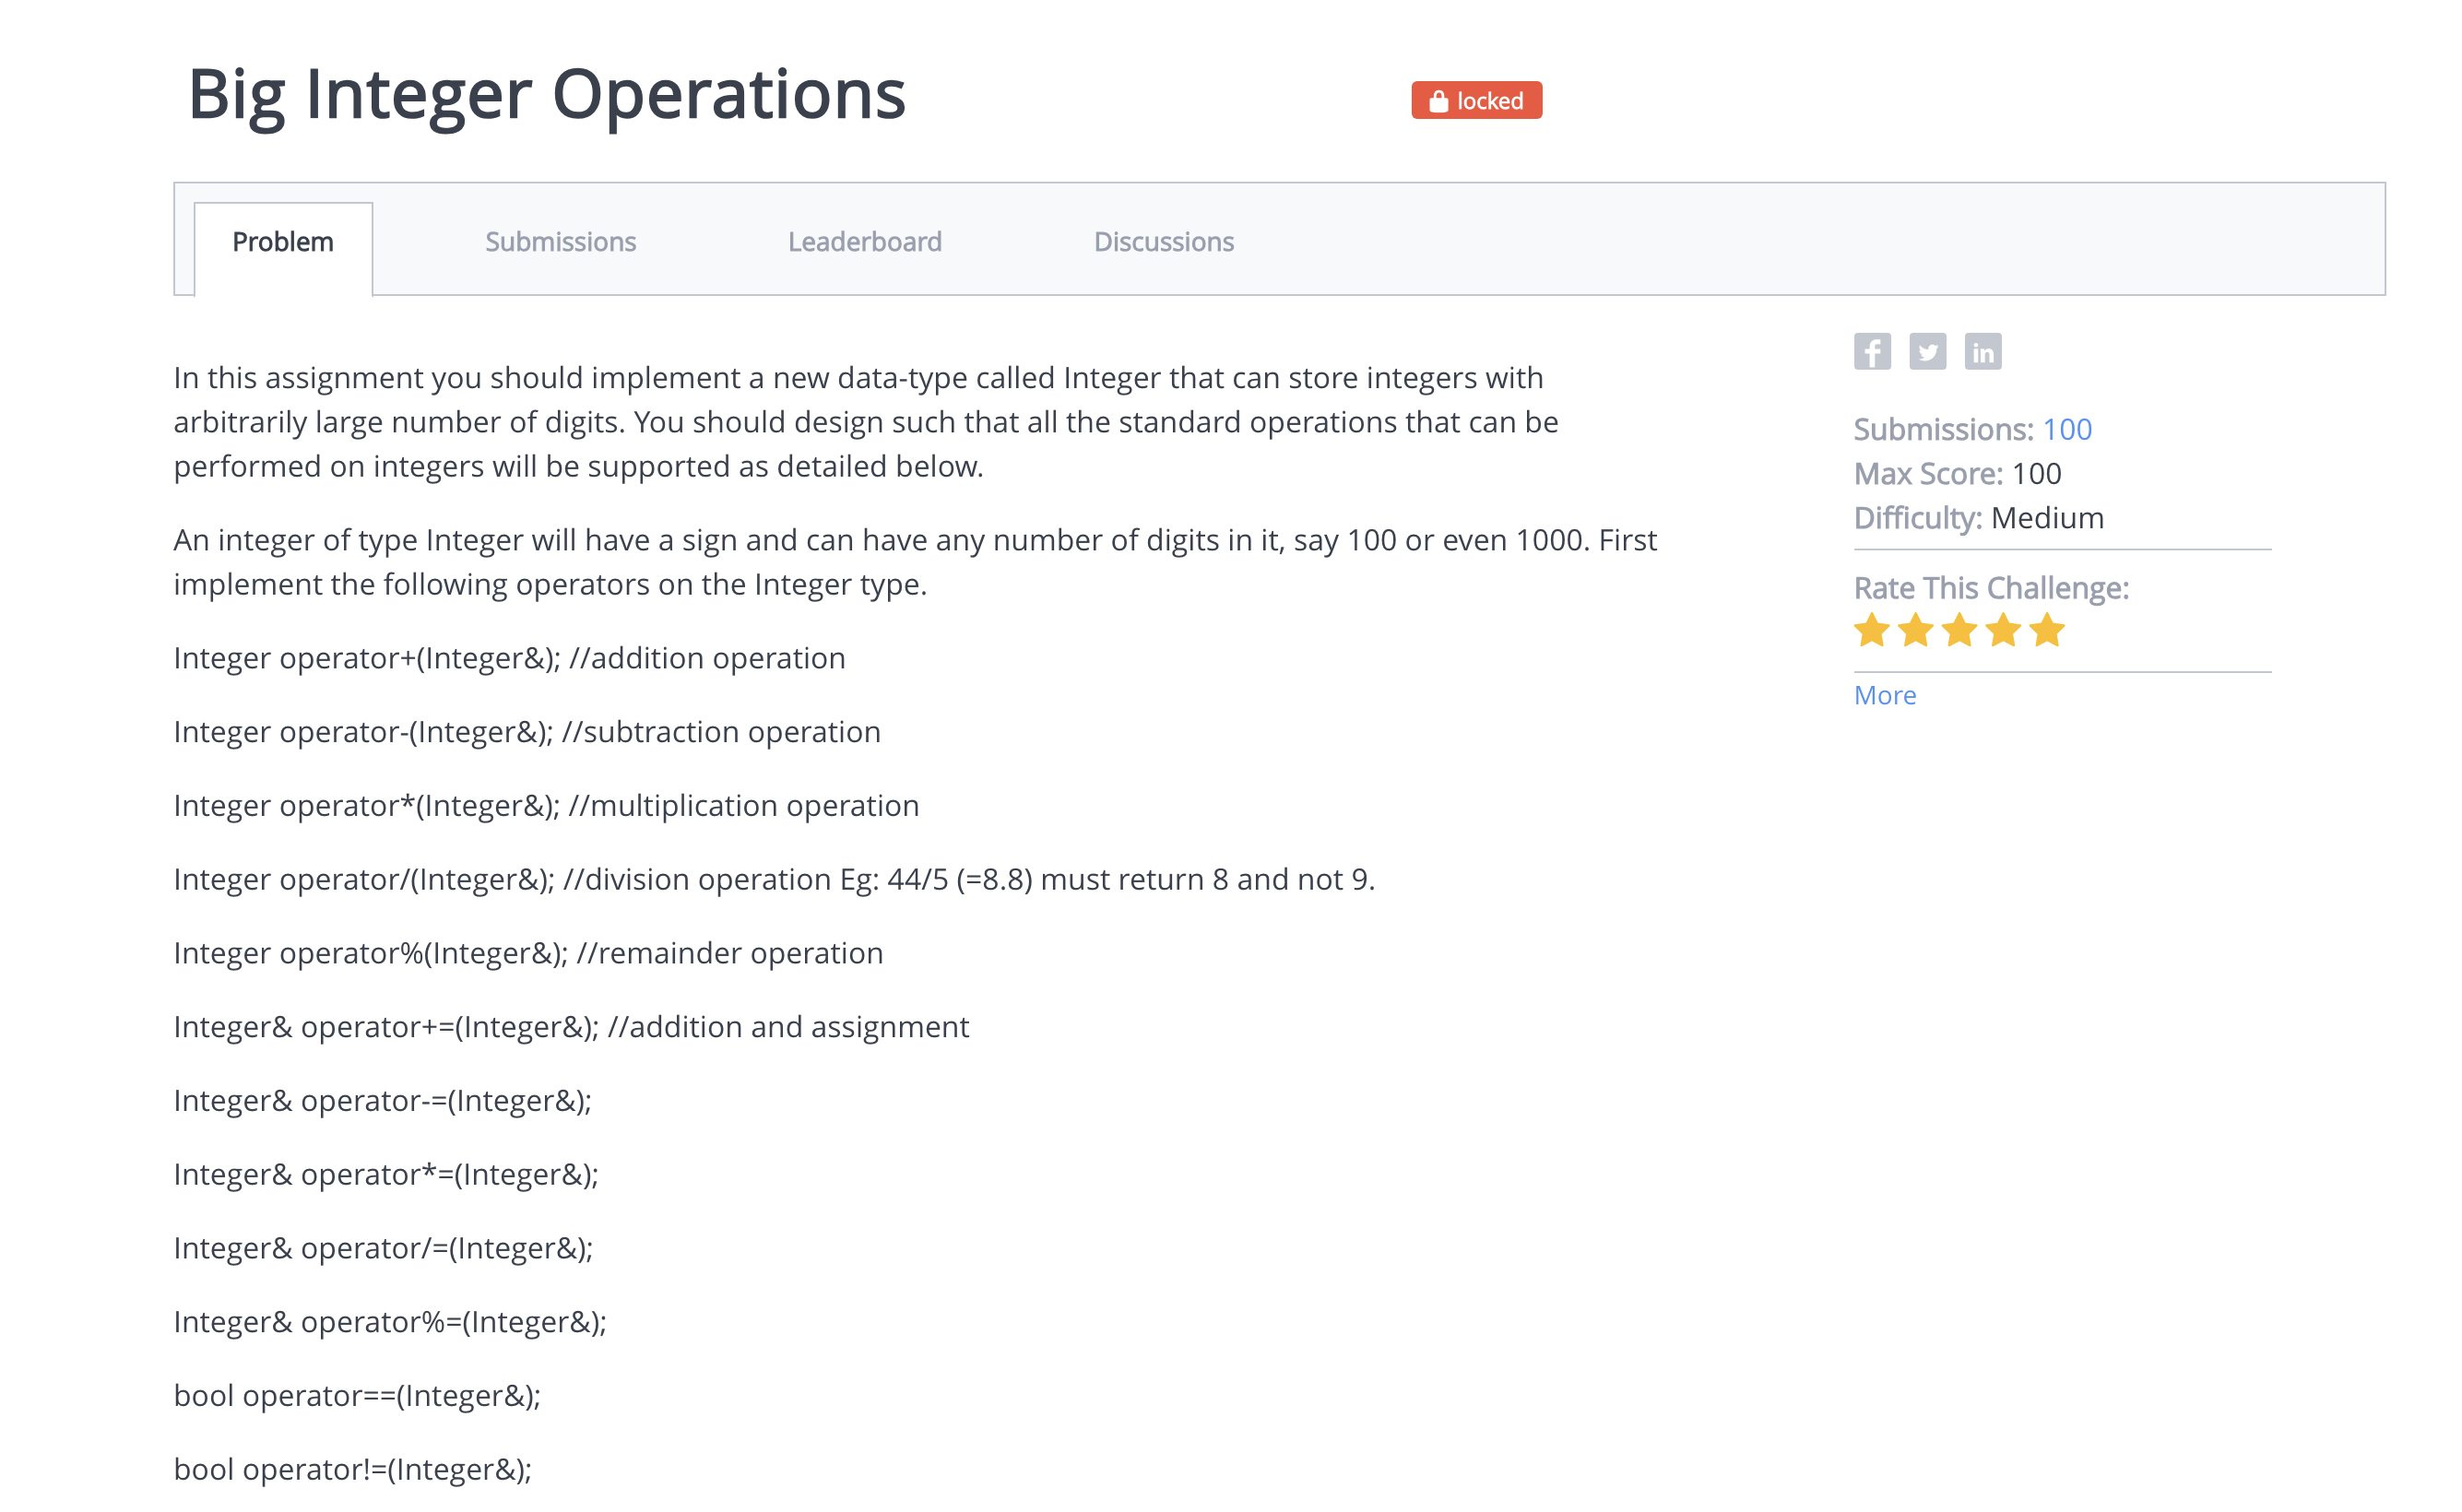 Big Integer Operations
locked
Problem
Submissions
Leaderboard
Discussions
In this assignment you should implement a new data-type called Integer that can store integers with
arbitrarily large number of digits. You should design such that all the standard operations that can be
performed on integers will be supported as detailed below.
An integer of type Integer will have a sign and can have any number of digits in it, say 100 or even 1000. First
implement the following operators on the Integer type.
Integer operator+(Integer&); //addition operation
Integer operator-(Integer&); //subtraction operation
Integer operator*(Integer&); //multiplication operation
Integer operator/(Integer&); //division operation Eg: 44/5 (=8.8) must return 8 and not 9.
Integer operator%(Integer&); //remainder operation
Integer& operator+=(Integer&); //addition and assignment
Integer& operator-=(Integer&);
Integer& operator*=(Integer&);
Integer& operator/=(Integer&);
Integer& operator%=(Integer&);
bool operator==(Integer&);
bool operator!=(Integer&);
f
in
Submissions: 100
Max Score: 100
Difficulty: Medium
Rate This Challenge:
More